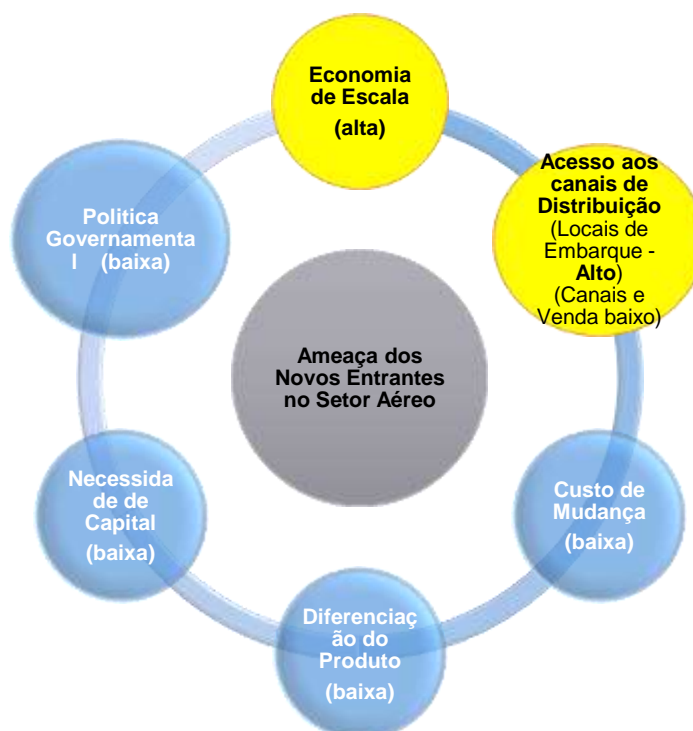 Economia
de Escala
(alta)
Acesso aos
canais de
Distribuição
(Locais de
Embarque -
Alto)
(Canais e
Venda baixo)
Custo de
Mudança
(baixa)
Diferenciaç
ão do
Produto
(baixa)
Necessida
de de
Capital
(baixa)
Politica
Governamenta
l (baixa)
Ameaça dos
Novos Entrantes
no Setor Aéreo